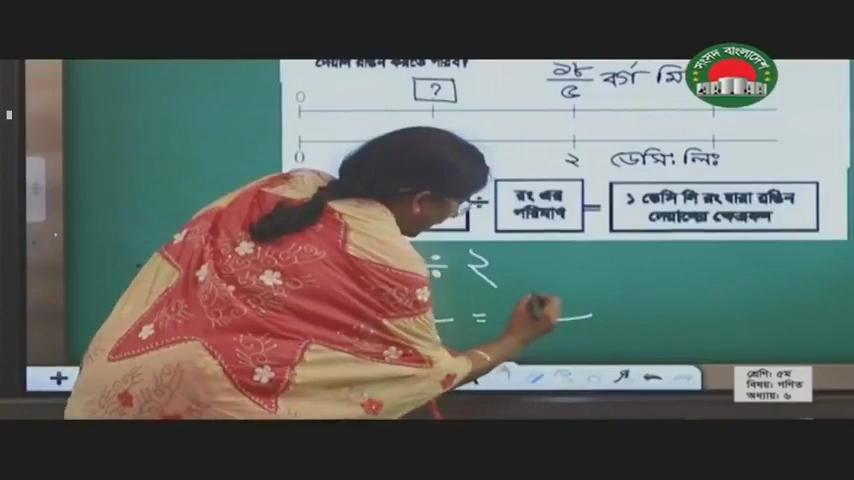 দেয়াল রঙিন করতে পারব?
১৮
৫
বর্গ মি
?
0
0
২ ডেসি: লিঃ
÷
রং এর
পরিমাণ
=
১ ডেসি লি রং দ্বারা রঙিন
দেয়ালের ক্ষেত্রফল
÷ ২
=
সংসদ বাংলাদেশ
শ্রেণি: ৫ম
বিষয়: গণিত
অধ্যায়: ৬